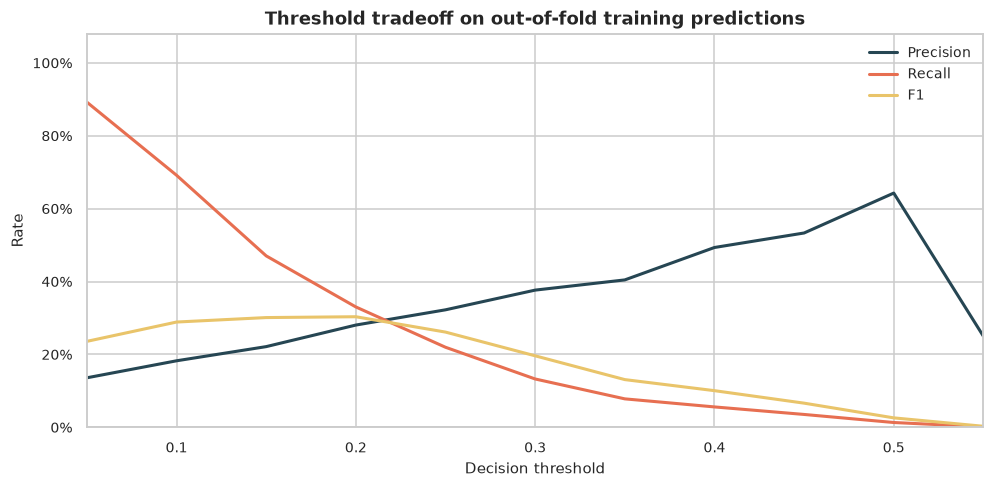 Threshold tradeoff on out-of-fold training predictions
Precision
Recall
F1
Rate
100%
80%
60%
40%
20%
0%
0.1
0.2
0.3
0.4
0.5
Decision threshold